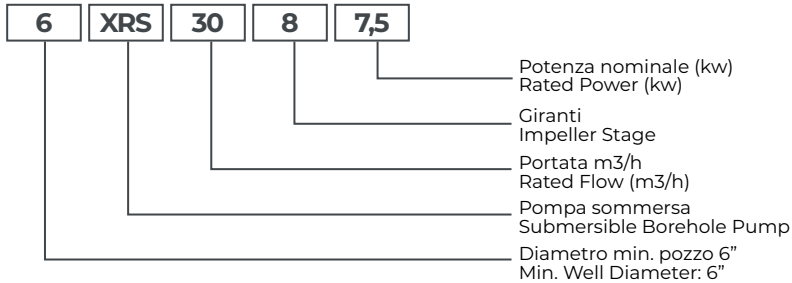 6 XRS 30 8 7,5
Potenza nominale (kw)
Rated Power (kw)
Giranti
Impeller Stage
Portata m3/h
Rated Flow (m3/h)
Pompa sommersa
Submersible Borehole Pump
Diametro min. pozzo 6”
Min. Well Diameter: 6”